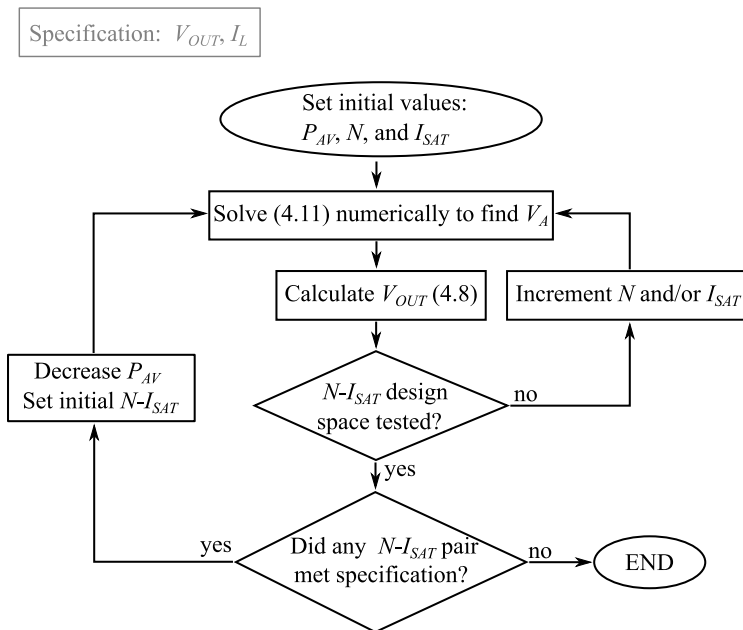 Specification: V_OUT, I_L
Set initial values:
P_AV, N, and I_SAT
Solve (4.11) numerically to find V_A
Calculate V_OUT (4.8)
Increment N and/or I_SAT
Decrease P_AV
Set initial N-I_SAT
N-I_SAT design
space tested?
no
yes
yes
Did any N-I_SAT pair
met specification?
no
END